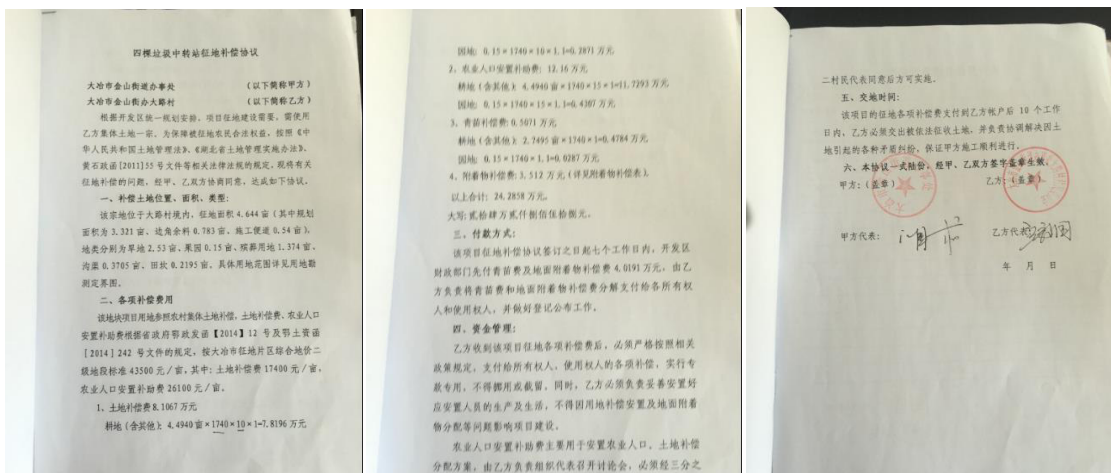 四棵垃圾中转站征地补偿协议
大冶市金山街道办事处 (以下简称甲方)
大冶市金山街办大路村 (以下简称乙方)
根据开发区统一规划安排,项目征地建设需要,需使用
乙方集体土地一宗,为保障被征地农民合法权益,按照《中
华人民共和国土地管理法》、《湖北省土地管理实施办法》、
黄石政函[2011]55号文件等相关法律法规的规定,现将有关
征地补偿的问题,经甲、乙双方协商同意,达成如下协议。
一、补偿土地位置、面积、类型:
该宗地位于大路村境内,征地面积4.644亩(其中规划
面积为3.321亩、边角余料0.783亩、施工便道0.54亩),
地类分别为旱地2.53亩、果园0.15亩、殡葬用地1.374亩、
沟渠0.3705亩、田坎0.2195亩。具体用地范围详见用地勘
测定界图。
二、各项补偿费用
该地块项目用地参照农村集体土地补偿、土地补偿费、农业人口
安置补助费根据省政府鄂政发函【2014】12号及鄂土资函
[2014]242号文件的规定,按大冶市征地片区综合地价二
级地段标准43500元/亩,其中:土地补偿费17400元/亩,
农业人口安置补助费26100元/亩。
1、土地补偿费8.1067万元
耕地(含其他):4.4940亩×1740×10×1=7.8196万元
园地:0.15×1740×10×1.1=0.2871万元
2、农业人口安置补助费:12.16万元
耕地(含其他):4.4940亩×1740×15×1=11.7293万元
园地:0.15×1740×15×1.1=0.4307万元
3、青苗补偿费:0.5071万元
耕地(含其他):2.7495亩×1740×1=0.4784万元
园地:0.15×1740×1.1=0.0287万元
4、附着物补偿费:3.512万元(详见附着物补偿表)。
以上合计:24.2858万元。
大写:贰拾肆万贰仟捌佰伍拾捌元。
三、付款方式:
该项目征地补偿协议签订之日起七个工作日内,开发区
财政部门先付青苗费及地面附着物补偿费4.0191万元,由乙
方负责将青苗费和地面附着物补偿费分解支付给各所有权
人和使用权人,并做好登记公布工作。
四、资金管理:
乙方收到该项目征地各项补偿费后,必须严格按照相关
政策规定,支付给所有权人、使用权人的各项补偿,实行专
款专用,不得挪用或截留。同时,乙方必须负责妥善安置好
应安置人员的生产及生活,不得因用地补偿安置及地面附着
物分配等问题影响项目建设。
农业人口安置补助费主要用于安置农业人口。土地补偿
分配方案,由乙方负责组织代表召开讨论会,必须经三分之
二村民代表同意后方可实施。
五、交地时间:
该项目的征地各项补偿费支付到乙方帐户后10个工作
日内,乙方必须交出被依法征收土地,并负责协调解决因土
地引起的各种矛盾纠纷,保证甲方施工顺利进行。
六、本协议一式陆份,经甲、乙双方签字盖章生效。
甲方:(盖章) 乙方:(盖章)
甲方代表: 乙方代表:
年 月 日